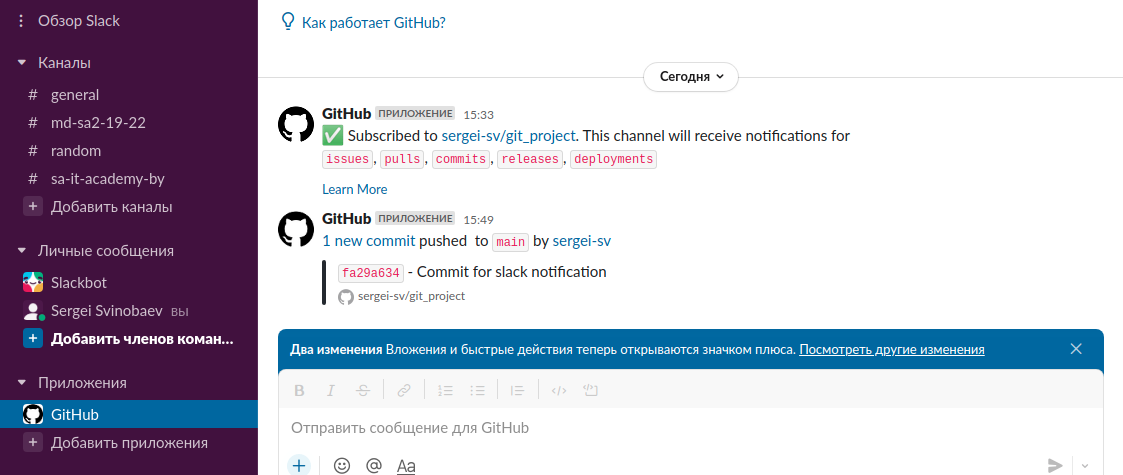 Обзор Slack
Каналы
# general
# md-sa2-19-22
# random
# sa-it-academy-by
+ Добавить каналы
Личные сообщения
Slackbot
Sergei Svinobaev вы
+ Добавить членов коман...
Приложения
GitHub
+ Добавить приложения
Как работает GitHub?
Сегодня
GitHub ПРИЛОЖЕНИЕ 15:33
✅ Subscribed to sergei-sv/git_project. This channel will receive notifications for
issues, pulls, commits, releases, deployments
Learn More
GitHub ПРИЛОЖЕНИЕ 15:49
1 new commit pushed to main by sergei-sv
fa29a634 - Commit for slack notification
sergei-sv/git_project
Два изменения Вложения и быстрые действия теперь открываются значком плюса. Посмотреть другие изменения
B I S
Отправить сообщение для GitHub
+ @ Aa